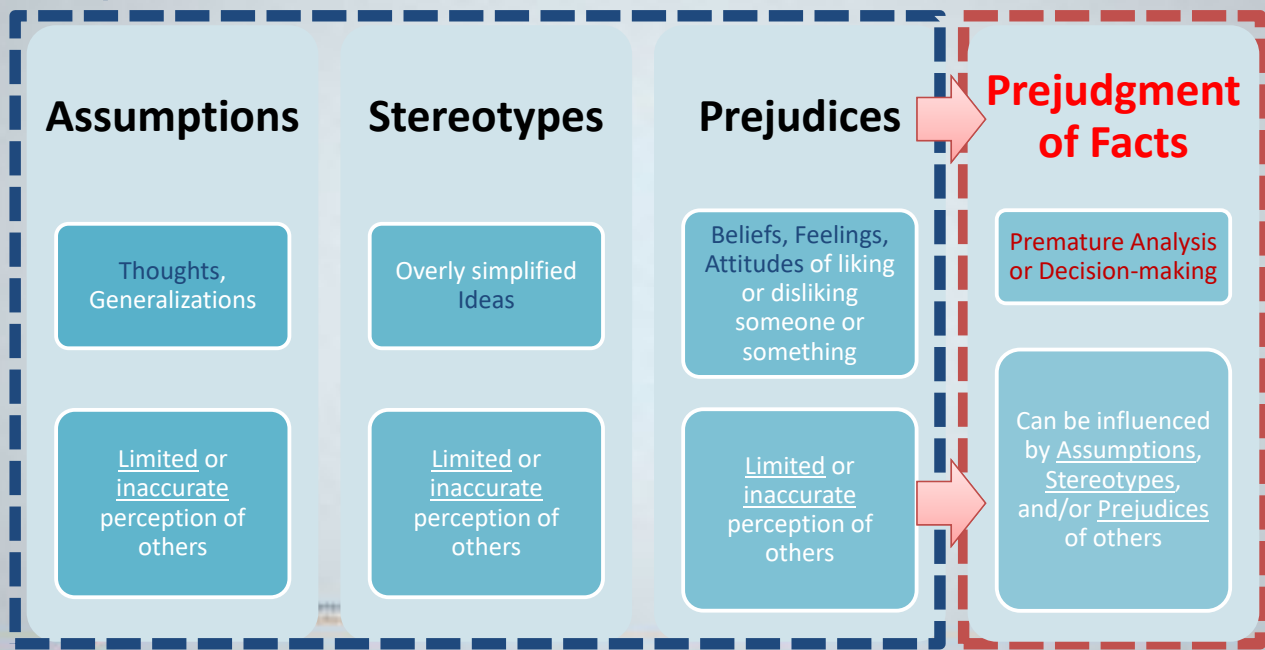 Assumptions
Thoughts,
Generalizations
Limited or
inaccurate
perception of
others
Stereotypes
Overly simplified
Ideas
Limited or
inaccurate
perception of
others
Prejudices
Beliefs, Feelings,
Attitudes of liking
or disliking
someone or
something
Limited or
inaccurate
perception of
others
Prejudgment
of Facts
Premature Analysis
or Decision-making
Can be influenced
by Assumptions,
Stereotypes,
and/or Prejudices
of others